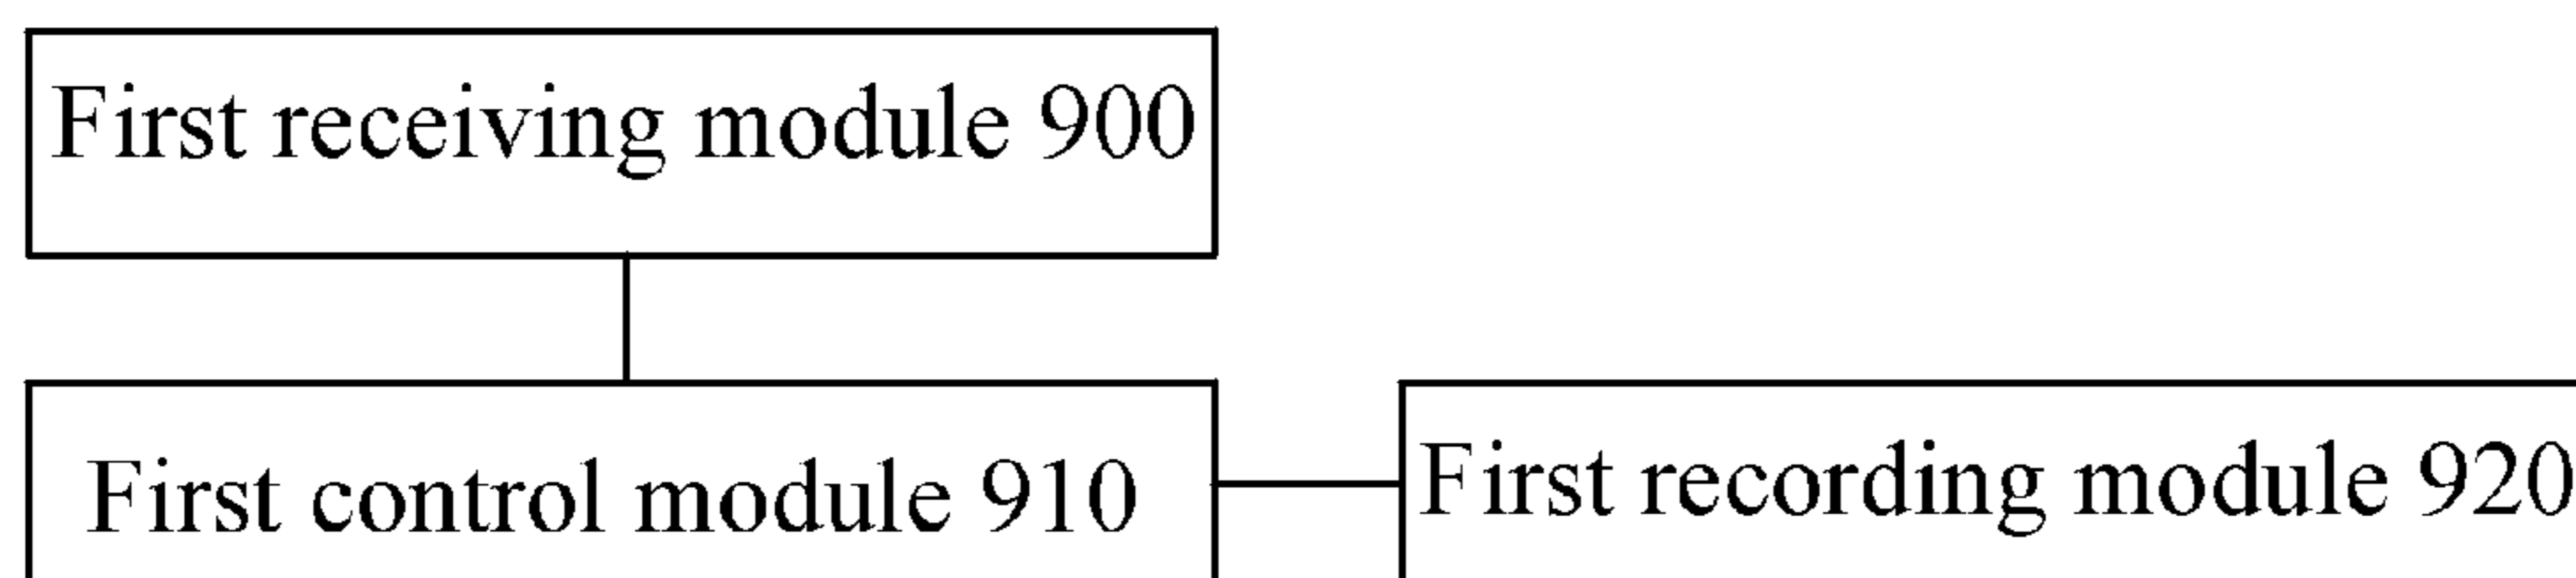 First receiving module 900
First control module 910
First recording module 920